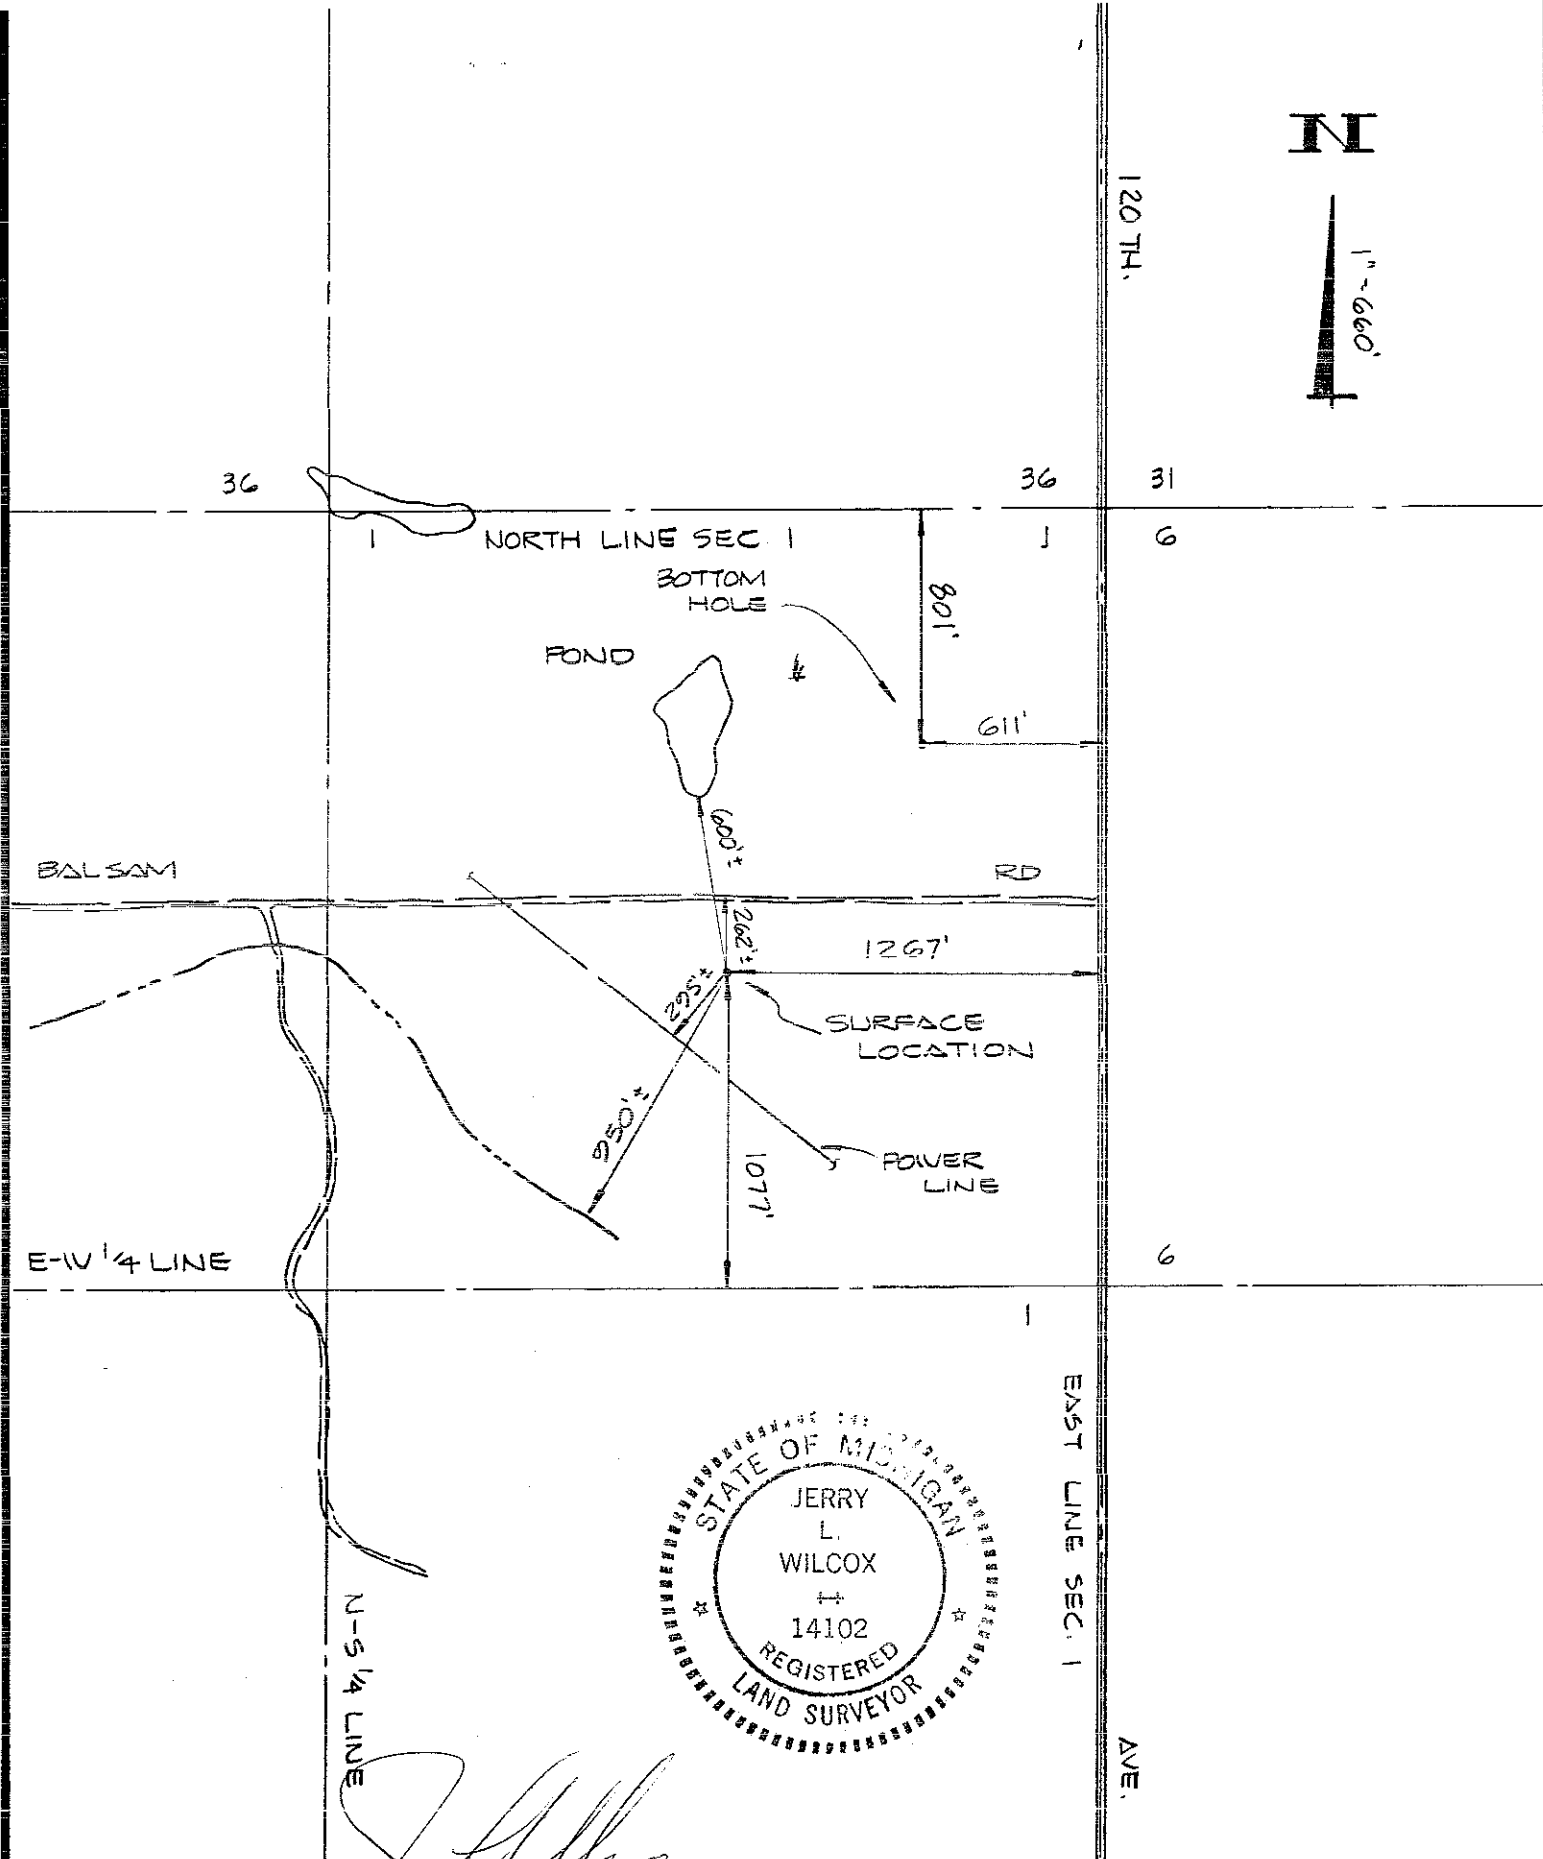 N
1"-660'
120 TH.
36
36
31
1
NORTH LINE SEC. 1
1
6
BOTTOM
HOLE
801'
POND
611'
600'±
BALSAM
RD
262'±
1267'
295'±
SURFACE
LOCATION
950'±
1077'
POWER
LINE
E-W 1/4 LINE
6
1
EAST LINE SEC. 1
STATE OF MICHIGAN
JERRY
L.
WILCOX
14102
REGISTERED
LAND SURVEYOR
N-S 1/4 LINE
AVE.